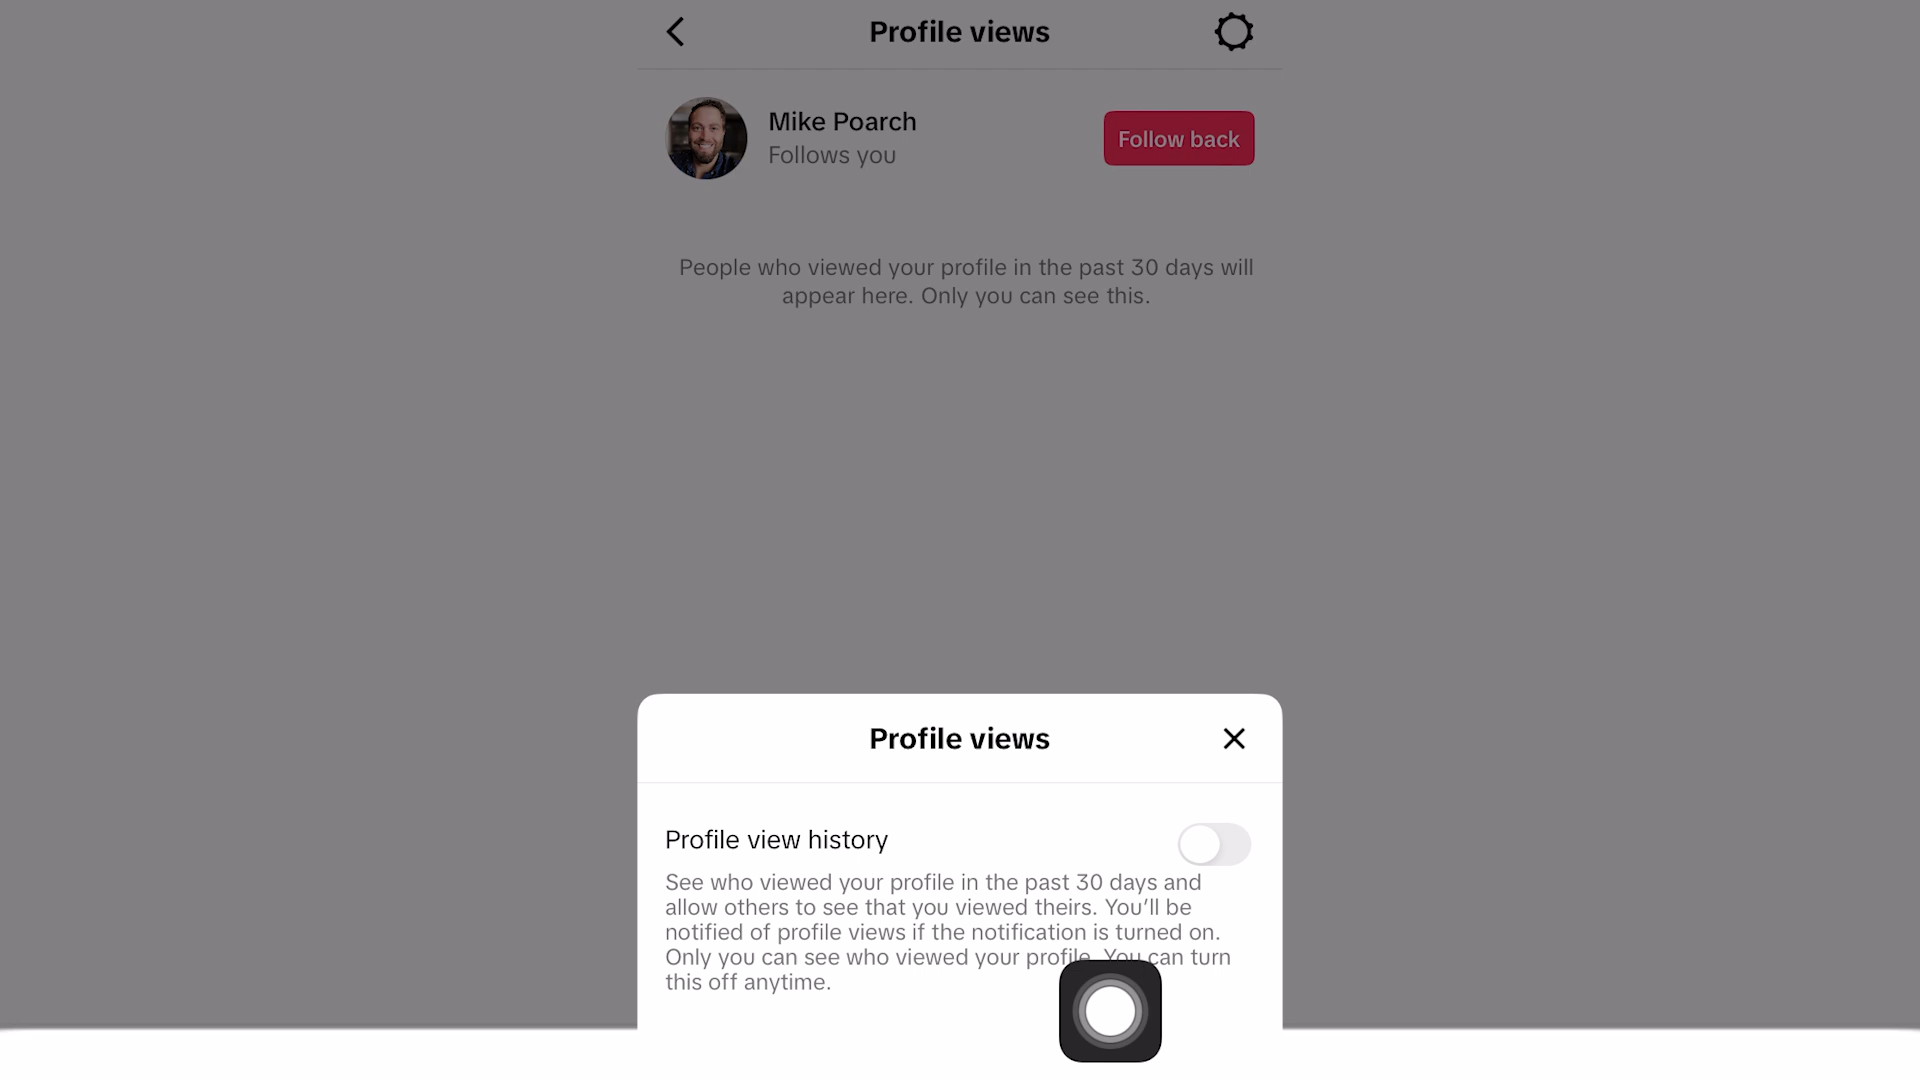 Profile views
Mike Poarch
Follows you
Follow back
People who viewed your profile in the past 30 days will
appear here. Only you can see this.
Profile views
Profile view history
See who viewed your profile in the past 30 days and
allow others to see that you viewed theirs. You’ll be
notified of profile views if the notification is turned on.
Only you can see who viewed your profile. You can turn
this off anytime.